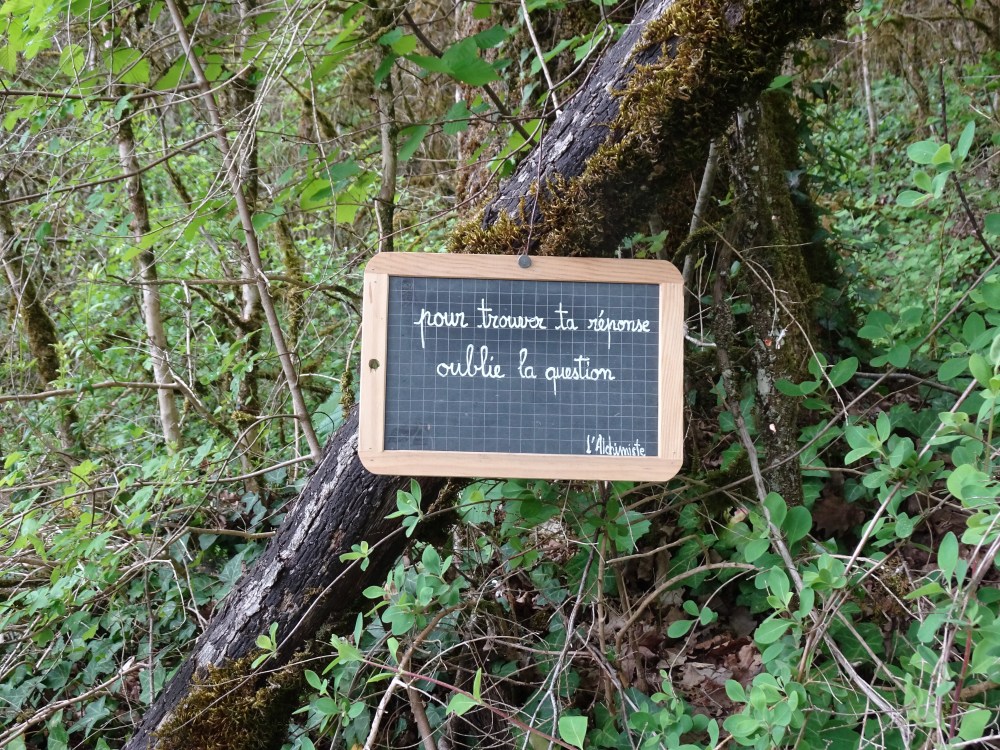 pour trouver ta réponse
oublie la question
l'Alchimiste